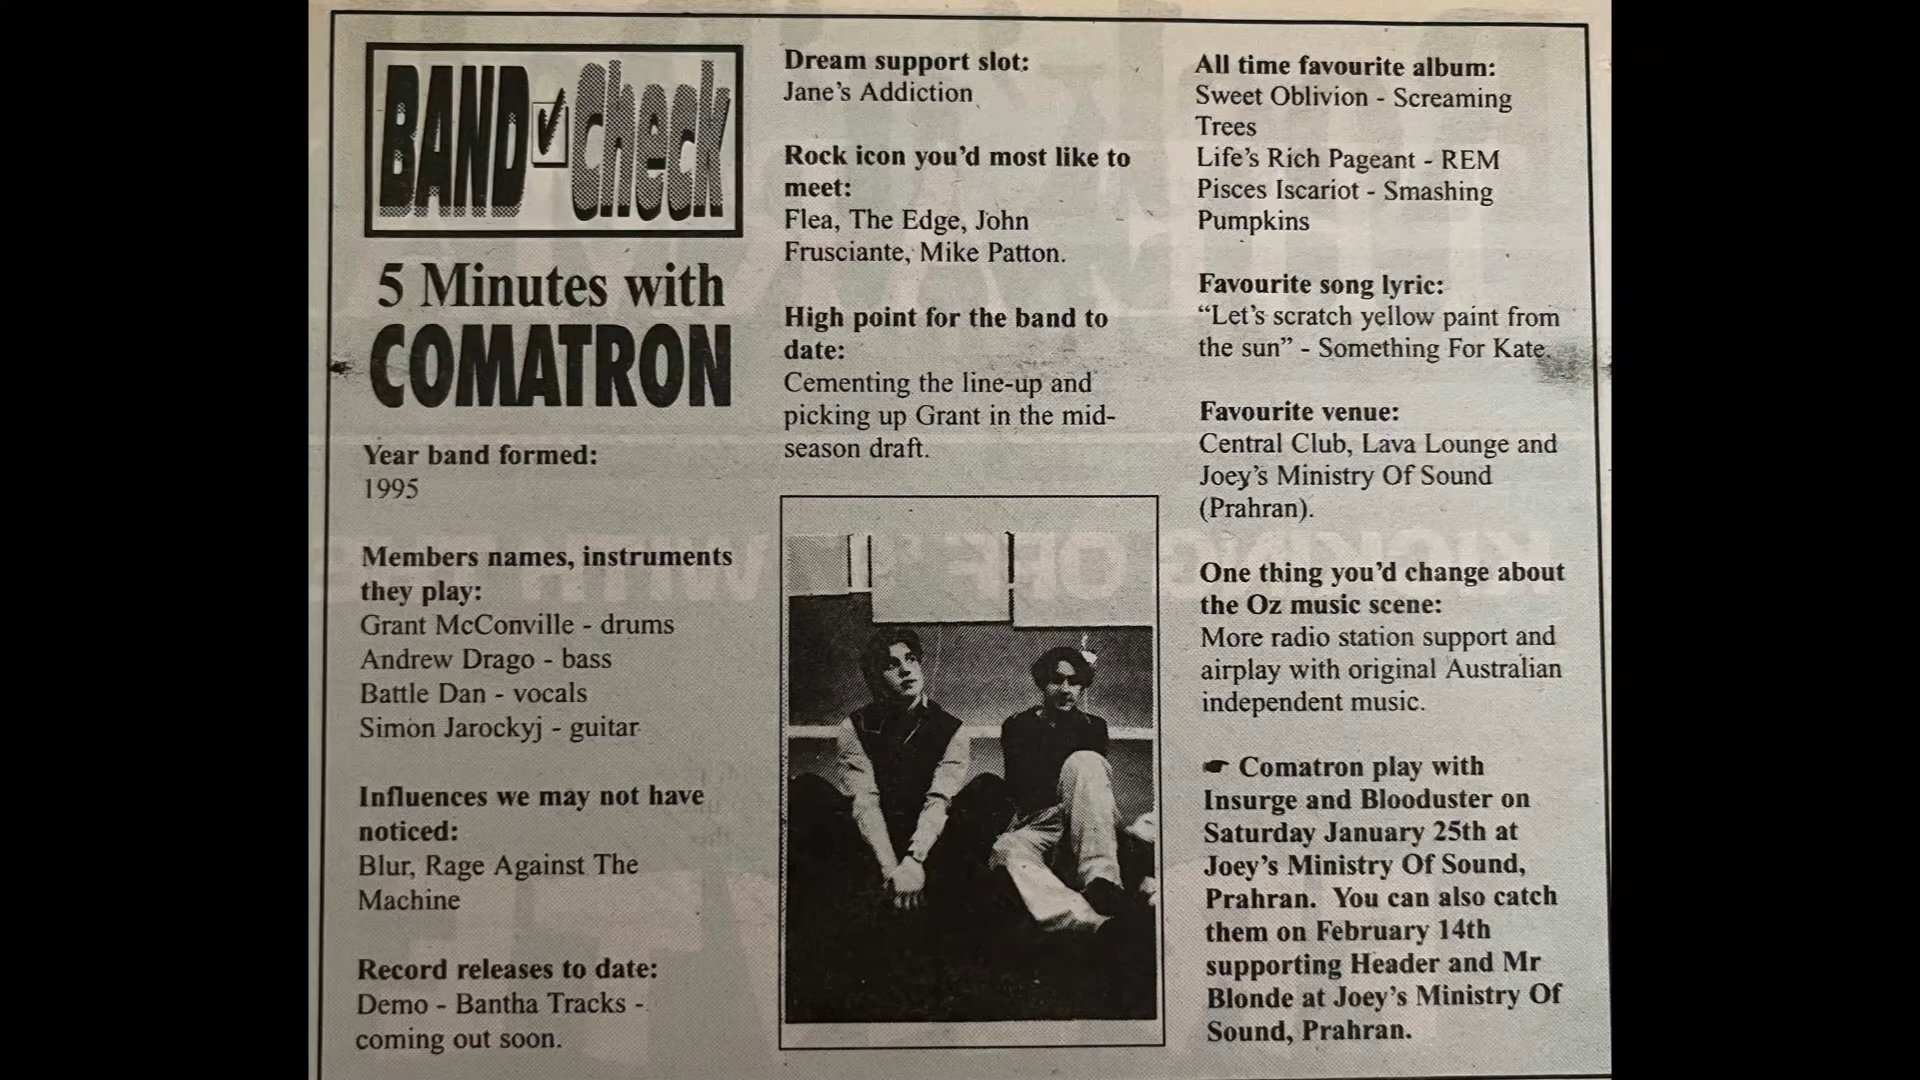 BAND Check
5 Minutes with
COMATRON
Year band formed:
1995
Members names, instruments
they play:
Grant McConville - drums
Andrew Drago - bass
Battle Dan - vocals
Simon Jarockyj - guitar
Influences we may not have
noticed:
Blur, Rage Against The
Machine
Record releases to date:
Demo - Bantha Tracks -
coming out soon.
Dream support slot:
Jane's Addiction
Rock icon you'd most like to
meet:
Flea, The Edge, John
Frusciante, Mike Patton.
High point for the band to
date:
Cementing the line-up and
picking up Grant in the mid-
season draft.
All time favourite album:
Sweet Oblivion - Screaming
Trees
Life's Rich Pageant - REM
Pisces Iscariot - Smashing
Pumpkins
Favourite song lyric:
“Let's scratch yellow paint from
the sun” - Something For Kate.
Favourite venue:
Central Club, Lava Lounge and
Joey's Ministry Of Sound
(Prahran).
One thing you'd change about
the Oz music scene:
More radio station support and
airplay with original Australian
independent music.
☛ Comatron play with
Insurge and Blooduster on
Saturday January 25th at
Joey's Ministry Of Sound,
Prahran. You can also catch
them on February 14th
supporting Header and Mr
Blonde at Joey's Ministry Of
Sound, Prahran.